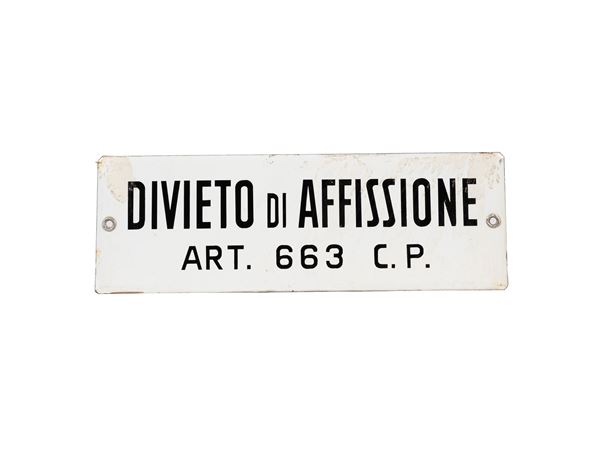 DIVIETO DI AFFISSIONE
ART. 663 C.P.